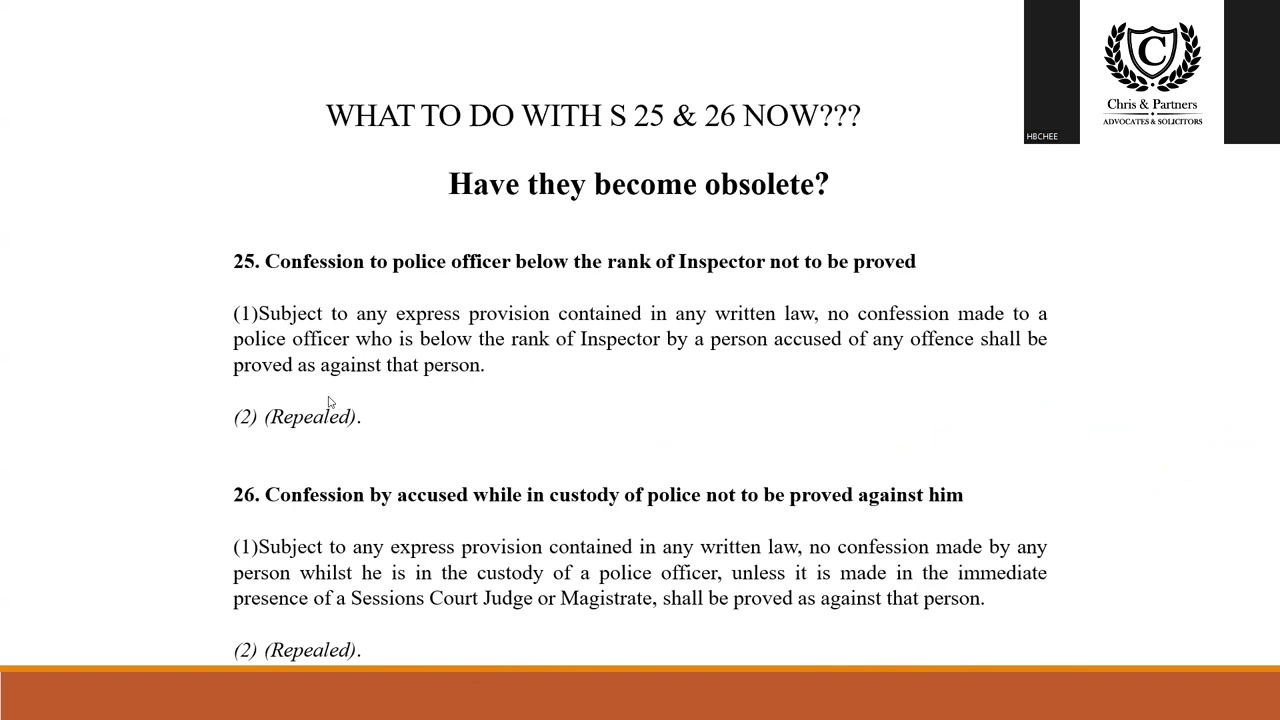 C
Chris & Partners
ADVOCATES & SOLICITORS
HBCHEE
WHAT TO DO WITH S 25 & 26 NOW???
Have they become obsolete?
25. Confession to police officer below the rank of Inspector not to be proved
(1)Subject to any express provision contained in any written law, no confession made to a
police officer who is below the rank of Inspector by a person accused of any offence shall be
proved as against that person.
(2) (Repealed).
26. Confession by accused while in custody of police not to be proved against him
(1)Subject to any express provision contained in any written law, no confession made by any
person whilst he is in the custody of a police officer, unless it is made in the immediate
presence of a Sessions Court Judge or Magistrate, shall be proved as against that person.
(2) (Repealed).